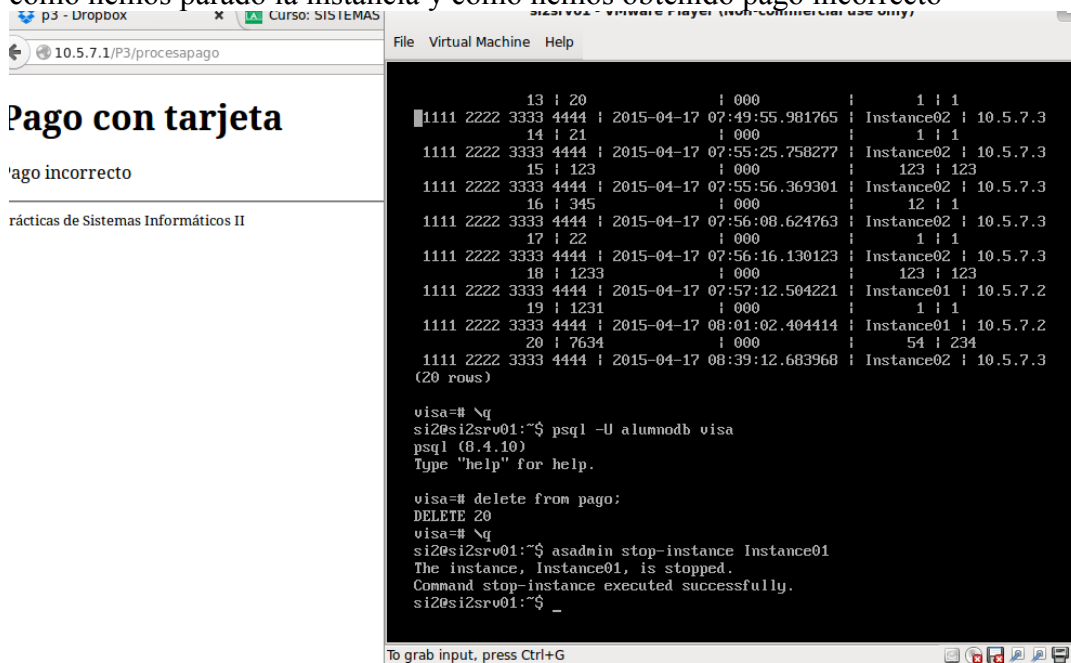 como hemos parado la instancia y como hemos obtenido pago incorrecto
p3 - Dropbox
Curso: SISTEMAS
si2srv01 - VMware Player (Non-commercial use only)
10.5.7.1/P3/procesapago
File Virtual Machine Help
Pago con tarjeta
Pago incorrecto
rácticas de Sistemas Informáticos II
13 | 20 | 000 | 1 | 1
1111 2222 3333 4444 | 2015-04-17 07:49:55.981765 | Instance02 | 10.5.7.3
14 | 21 | 000 | 1 | 1
1111 2222 3333 4444 | 2015-04-17 07:55:25.758277 | Instance02 | 10.5.7.3
15 | 123 | 000 | 123 | 123
1111 2222 3333 4444 | 2015-04-17 07:55:56.369301 | Instance02 | 10.5.7.3
16 | 345 | 000 | 12 | 1
1111 2222 3333 4444 | 2015-04-17 07:56:08.624763 | Instance02 | 10.5.7.3
17 | 22 | 000 | 1 | 1
1111 2222 3333 4444 | 2015-04-17 07:56:16.130123 | Instance02 | 10.5.7.3
18 | 1233 | 000 | 123 | 123
1111 2222 3333 4444 | 2015-04-17 07:57:12.504221 | Instance01 | 10.5.7.2
19 | 1231 | 000 | 1 | 1
1111 2222 3333 4444 | 2015-04-17 08:01:02.404414 | Instance01 | 10.5.7.2
20 | 7634 | 000 | 54 | 234
1111 2222 3333 4444 | 2015-04-17 08:39:12.683968 | Instance02 | 10.5.7.3
(20 rows)
visa=# \q
si2@si2srv01:~$ psql -U alumnodb visa
psql (8.4.10)
Type "help" for help.
visa=# delete from pago;
DELETE 20
visa=# \q
si2@si2srv01:~$ asadmin stop-instance Instance01
The instance, Instance01, is stopped.
Command stop-instance executed successfully.
si2@si2srv01:~$ _
To grab input, press Ctrl+G